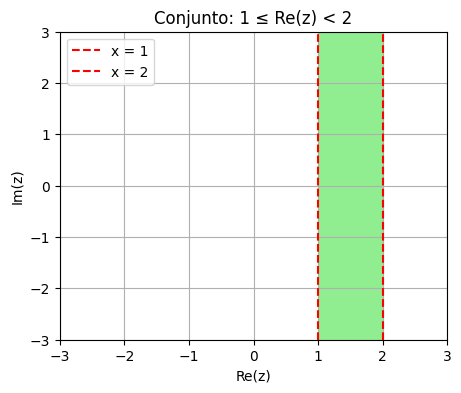 Conjunto: 1 ≤ Re(z) < 2
x = 1
x = 2
3
2
1
0
−1
−2
−3
Im(z)
−3
−2
−1
0
1
2
3
Re(z)